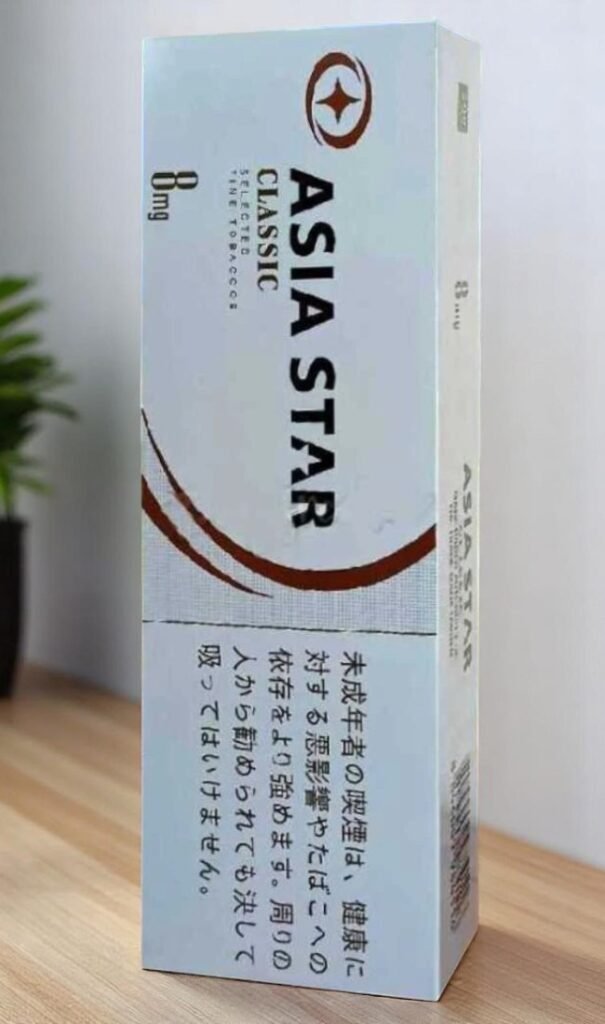 ASIA STAR
CLASSIC
SELECTED
FINE TOBACCOS
8mg
未成年者の喫煙は、健康に
対する悪影響やたばこへの
依存をより強めます。周りの
人から勧められても決して
吸ってはいけません。
8mg
ASIA STAR